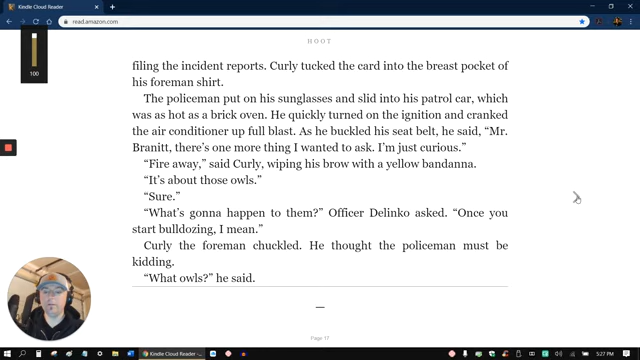 Kindle Cloud Reader
read.amazon.com
100
HOOT
filing the incident reports. Curly tucked the card into the breast pocket of
his foreman shirt.
The policeman put on his sunglasses and slid into his patrol car, which
was as hot as a brick oven. He quickly turned on the ignition and cranked
the air conditioner up full blast. As he buckled his seat belt, he said, “Mr.
Branitt, there’s one more thing I wanted to ask. I’m just curious.”
“Fire away,” said Curly, wiping his brow with a yellow bandanna.
“It’s about those owls.”
“Sure.”
“What’s gonna happen to them?” Officer Delinko asked. “Once you
start bulldozing, I mean.”
Curly the foreman chuckled. He thought the policeman must be
kidding.
“What owls?” he said.
—
Page 17
Kindle Cloud Reader -...
5:27 PM